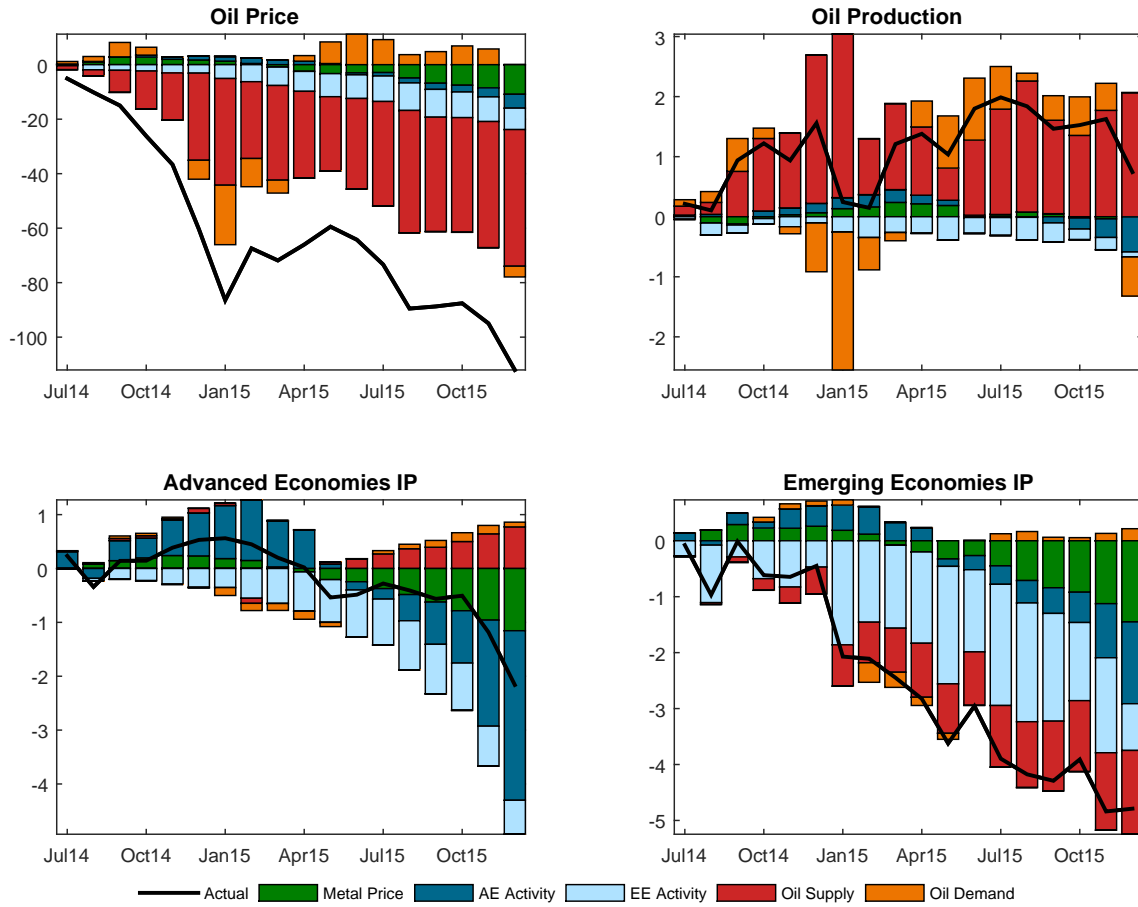 Oil Price
0
-20
-40
-60
-80
-100
Jul14 Oct14 Jan15 Apr15 Jul15 Oct15
Oil Production
3
2
1
0
-1
-2
Jul14 Oct14 Jan15 Apr15 Jul15 Oct15
Advanced Economies IP
1
0
-1
-2
-3
-4
Jul14 Oct14 Jan15 Apr15 Jul15 Oct15
Emerging Economies IP
0
-1
-2
-3
-4
-5
Jul14 Oct14 Jan15 Apr15 Jul15 Oct15
Actual Metal Price AE Activity EE Activity Oil Supply Oil Demand